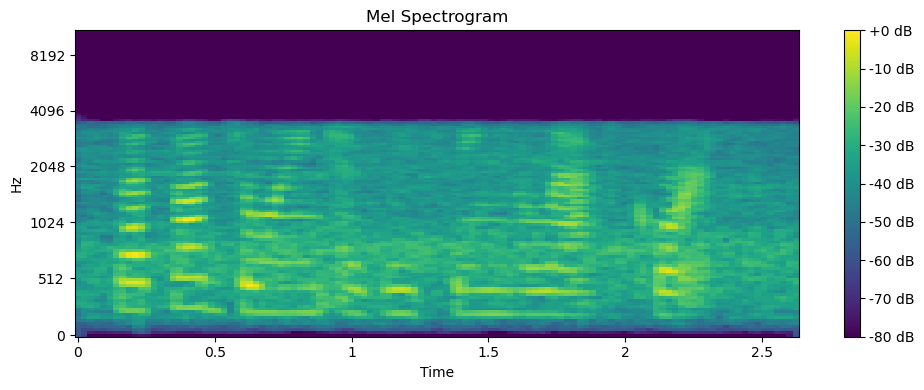 Mel Spectrogram
Hz
8192
4096
2048
1024
512
0
0
0.5
1
1.5
2
2.5
Time
+0 dB
-10 dB
-20 dB
-30 dB
-40 dB
-50 dB
-60 dB
-70 dB
-80 dB